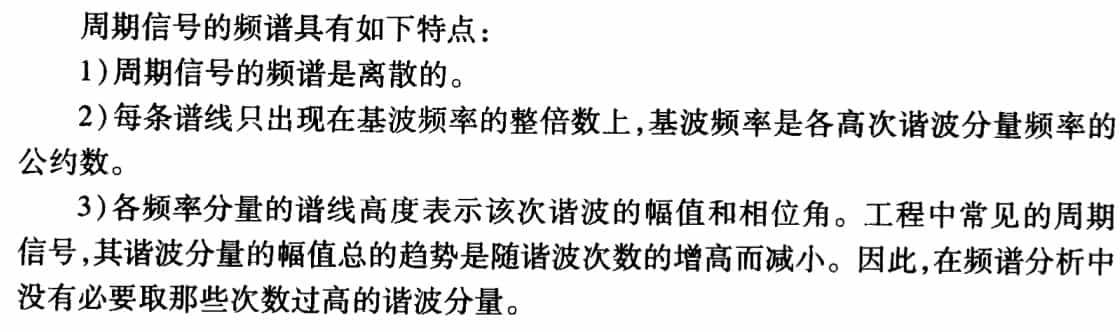 周期信号的频谱具有如下特点：
1)周期信号的频谱是离散的。
2)每条谱线只出现在基波频率的整倍数上,基波频率是各高次谐波分量频率的
公约数。
3)各频率分量的谱线高度表示该次谐波的幅值和相位角。工程中常见的周期
信号,其谐波分量的幅值总的趋势是随谐波次数的增高而减小。因此,在频谱分析中
没有必要取那些次数过高的谐波分量。